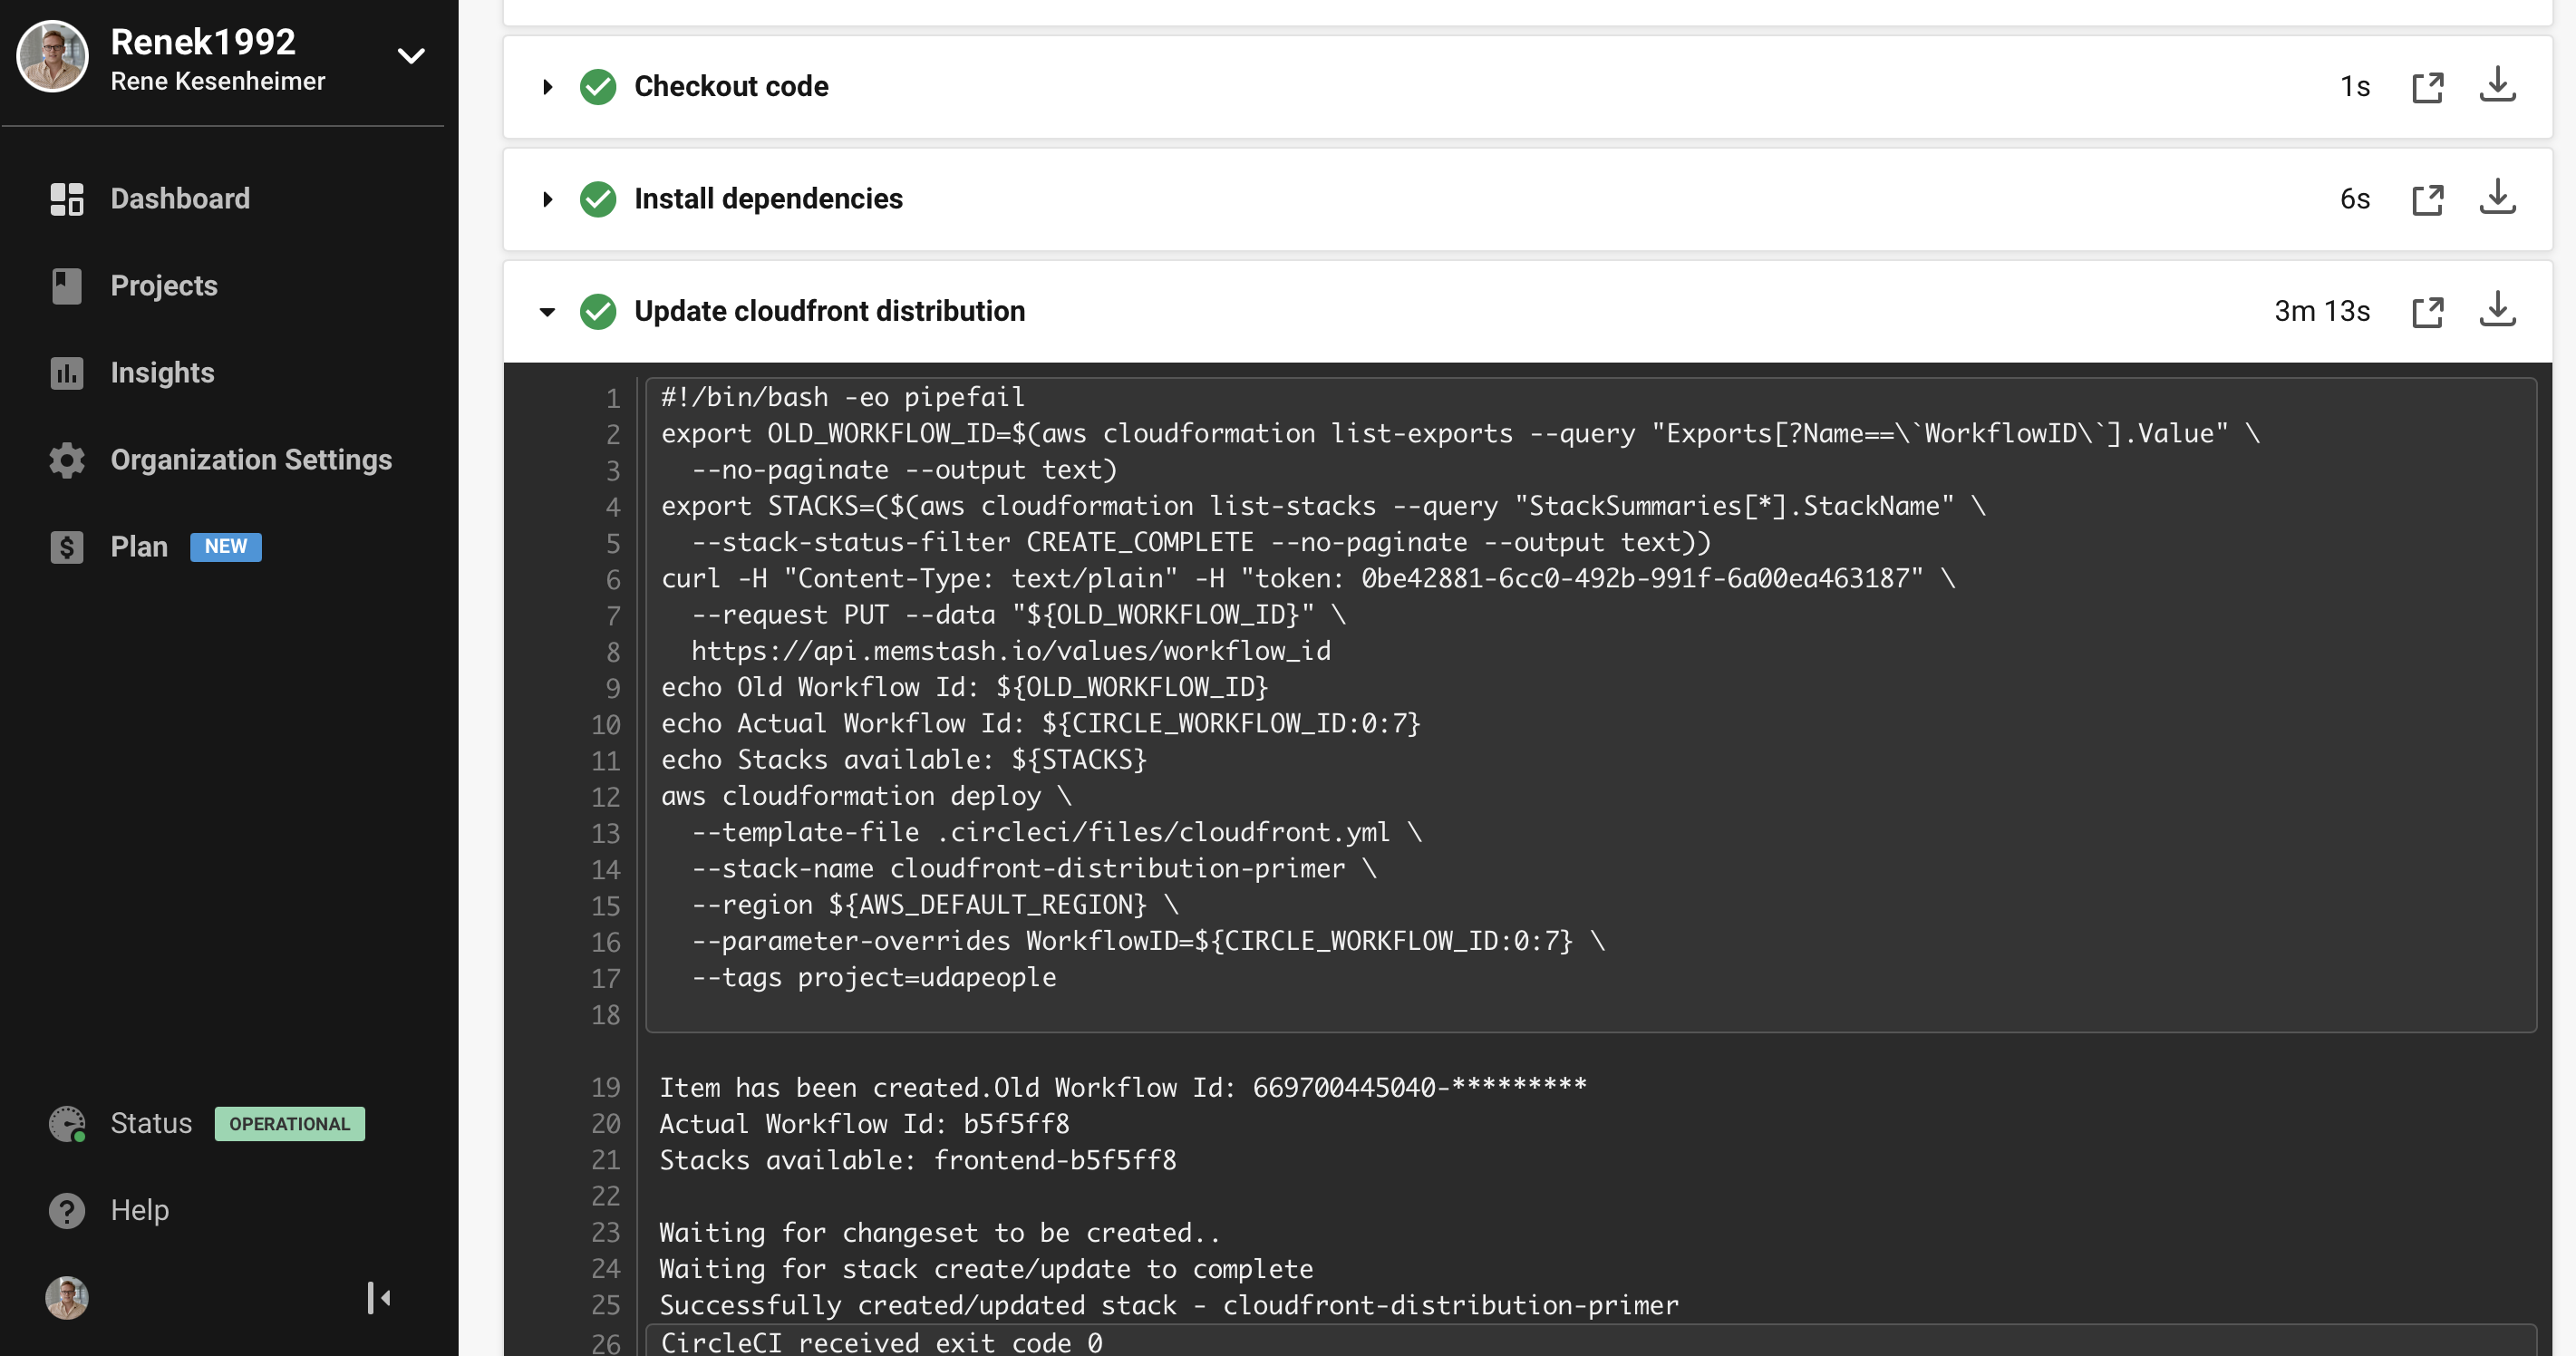 Renek1992
Rene Kesenheimer
Dashboard
Projects
Insights
Organization Settings
Plan NEW
Status OPERATIONAL
Help
Checkout code 1s
Install dependencies 6s
Update cloudfront distribution 3m 13s
1 #!/bin/bash -eo pipefail
2 export OLD_WORKFLOW_ID=$(aws cloudformation list-exports --query "Exports[?Name==\`WorkflowID\`].Value" \
3   --no-paginate --output text)
4 export STACKS=($(aws cloudformation list-stacks --query "StackSummaries[*].StackName" \
5   --stack-status-filter CREATE_COMPLETE --no-paginate --output text))
6 curl -H "Content-Type: text/plain" -H "token: 0be42881-6cc0-492b-991f-6a00ea463187" \
7   --request PUT --data "${OLD_WORKFLOW_ID}" \
8   https://api.memstash.io/values/workflow_id
9 echo Old Workflow Id: ${OLD_WORKFLOW_ID}
10 echo Actual Workflow Id: ${CIRCLE_WORKFLOW_ID:0:7}
11 echo Stacks available: ${STACKS}
12 aws cloudformation deploy \
13   --template-file .circleci/files/cloudfront.yml \
14   --stack-name cloudfront-distribution-primer \
15   --region ${AWS_DEFAULT_REGION} \
16   --parameter-overrides WorkflowID=${CIRCLE_WORKFLOW_ID:0:7} \
17   --tags project=udapeople
18
19 Item has been created.Old Workflow Id: 669700445040-*********
20 Actual Workflow Id: b5f5ff8
21 Stacks available: frontend-b5f5ff8
22
23 Waiting for changeset to be created..
24 Waiting for stack create/update to complete
25 Successfully created/updated stack - cloudfront-distribution-primer
26 CircleCI received exit code 0